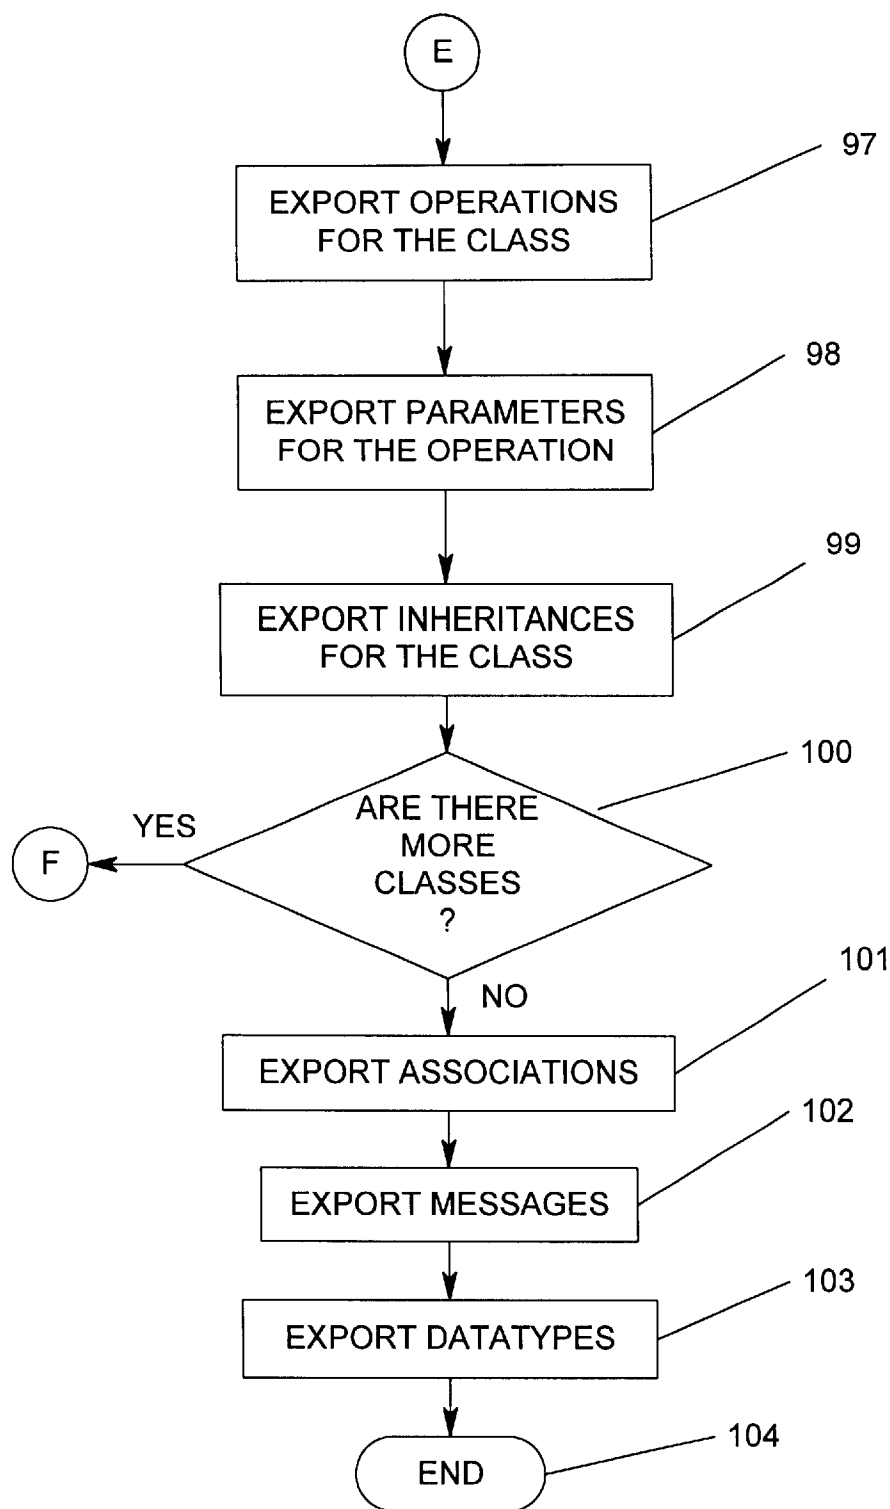 E
97
EXPORT OPERATIONS
FOR THE CLASS
98
EXPORT PARAMETERS
FOR THE OPERATION
99
EXPORT INHERITANCES
FOR THE CLASS
100
ARE THERE
MORE
CLASSES
?
YES
F
NO
101
EXPORT ASSOCIATIONS
102
EXPORT MESSAGES
103
EXPORT DATATYPES
104
END